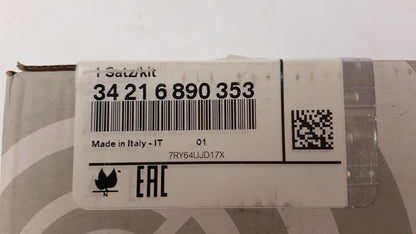 1 Satz/kit
34 21 6 890 353
Made in Italy - IT 01
7RY64UJD17X
N
EAC